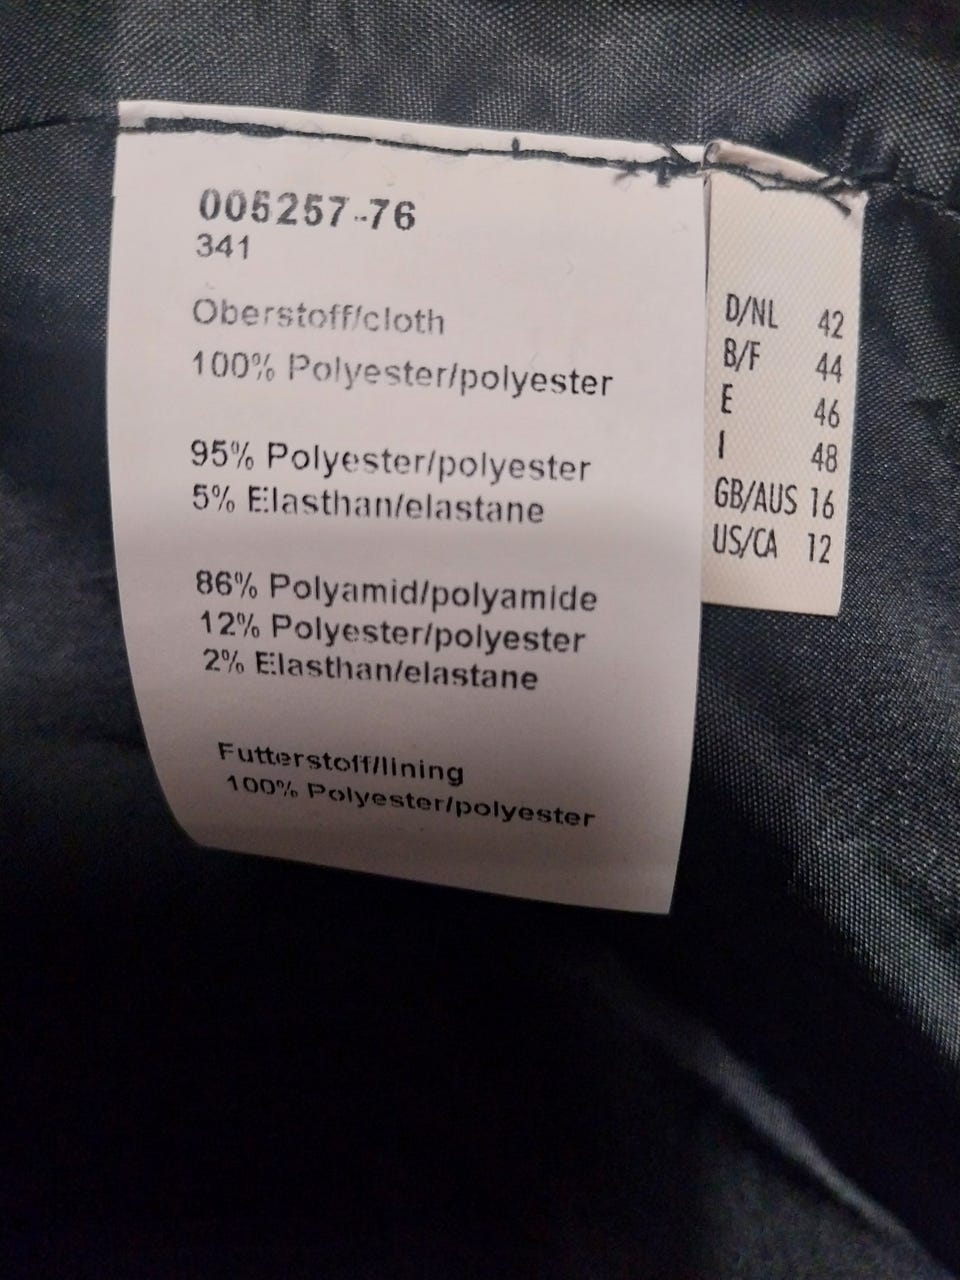 005257-76
341
Oberstoff/cloth
100% Polyester/polyester
95% Polyester/polyester
5% Elasthan/elastane
86% Polyamid/polyamide
12% Polyester/polyester
2% Elasthan/elastane
Futterstoff/lining
100% Polyester/polyester
D/NL 42
B/F 44
E 46
I 48
GB/AUS 16
US/CA 12